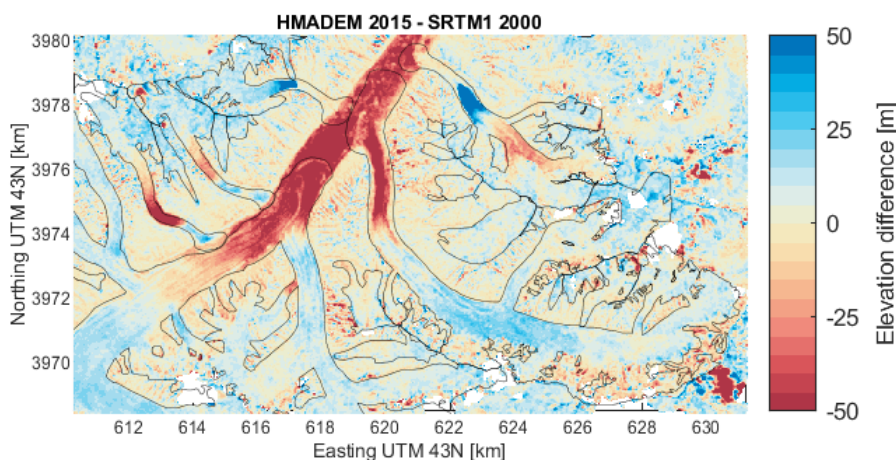 HMADEM 2015 - SRTM1 2000
3980
3978
3976
3974
3972
3970
Northing UTM 43N [km]
612 614 616 618 620 622 624 626 628 630
Easting UTM 43N [km]
50
25
0
-25
-50
Elevation difference [m]